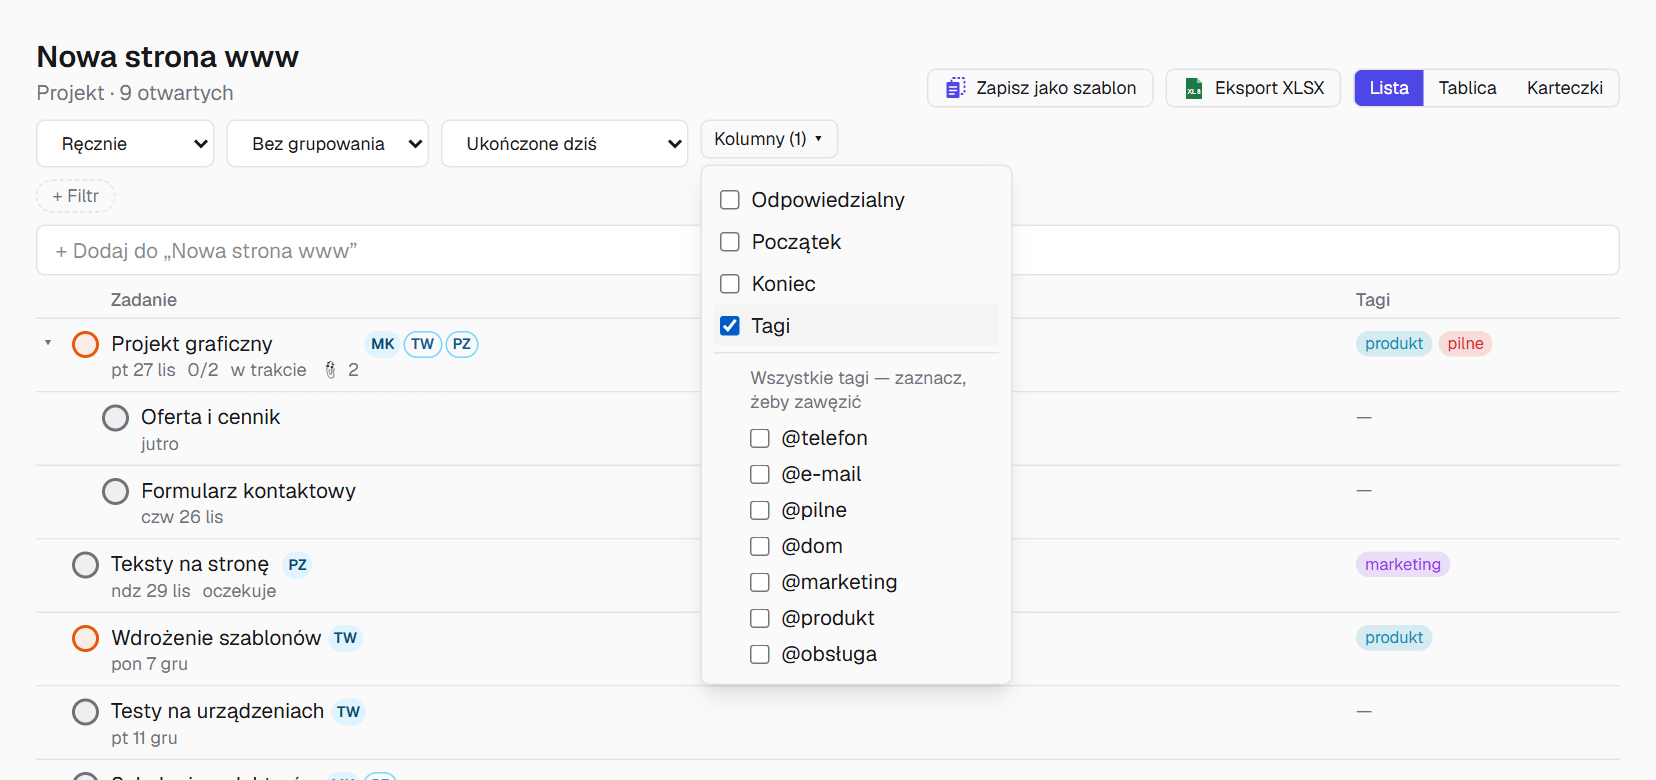 Nowa strona www
Projekt · 9 otwartych
Zapisz jako szablon
Eksport XLSX
Lista
Tablica
Karteczki
Ręcznie
Bez grupowania
Ukończone dziś
Kolumny (1) ▾
+ Filtr
+ Dodaj do „Nowa strona www”
Odpowiedzialny
Początek
Koniec
Tagi
Wszystkie tagi — zaznacz,
żeby zawęzić
@telefon
@e-mail
@pilne
@dom
@marketing
@produkt
@obsługa
Zadanie
Tagi
Projekt graficzny MK TW PZ
produkt pilne
pt 27 lis 0/2 w trakcie 2
Oferta i cennik
—
jutro
Formularz kontaktowy
—
czw 26 lis
Teksty na stronę PZ
marketing
ndz 29 lis oczekuje
Wdrożenie szablonów TW
produkt
pon 7 gru
Testy na urządzeniach TW
—
pt 11 gru